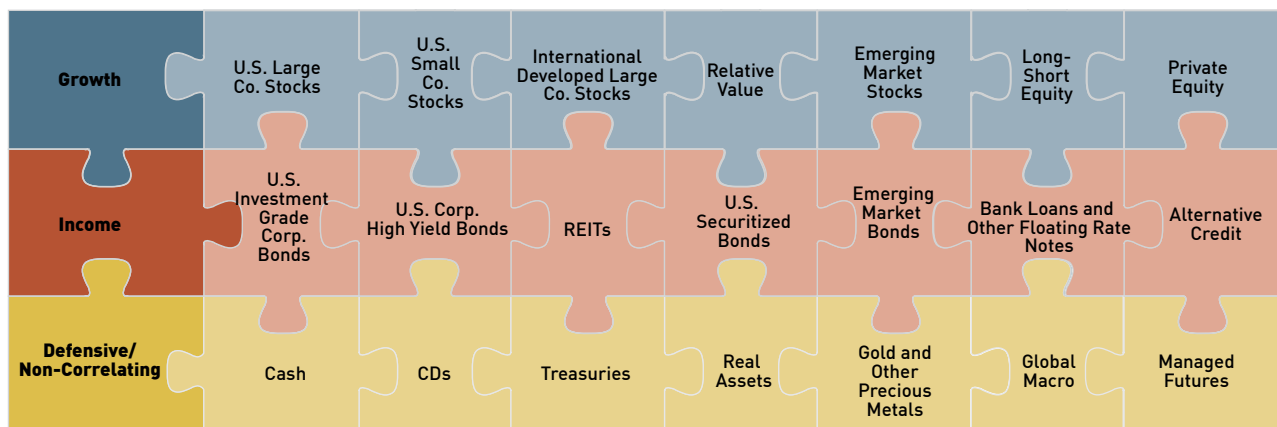 Growth
U.S. Large
Co. Stocks
U.S.
Small
Co.
Stocks
International
Developed Large
Co. Stocks
Relative
Value
Emerging
Market
Stocks
Long-
Short
Equity
Private
Equity
Income
U.S.
Investment
Grade
Corp.
Bonds
U.S. Corp.
High Yield Bonds
REITs
U.S.
Securitized
Bonds
Emerging
Market
Bonds
Bank Loans and
Other Floating Rate
Notes
Alternative
Credit
Defensive/
Non-Correlating
Cash
CDs
Treasuries
Real
Assets
Gold and
Other
Precious
Metals
Global
Macro
Managed
Futures